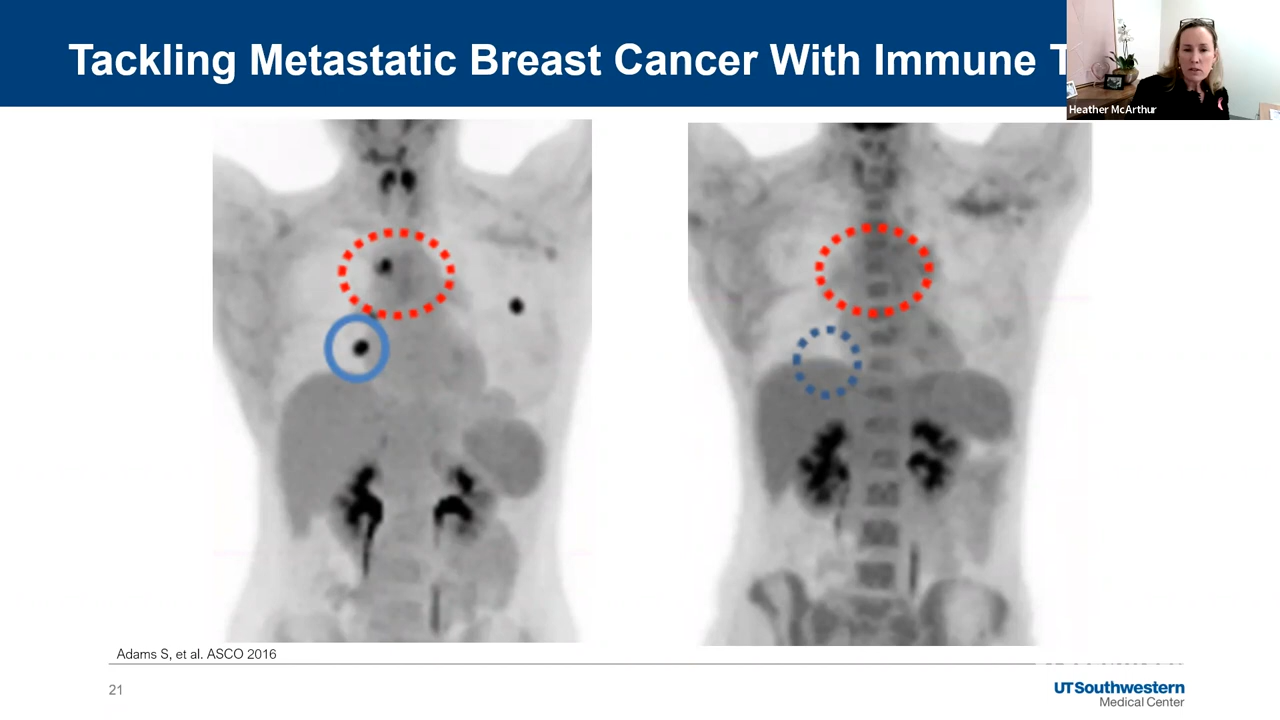 Tackling Metastatic Breast Cancer With Immune
Heather McArthur
Adams S, et al. ASCO 2016
21
UTSouthwestern
Medical Center